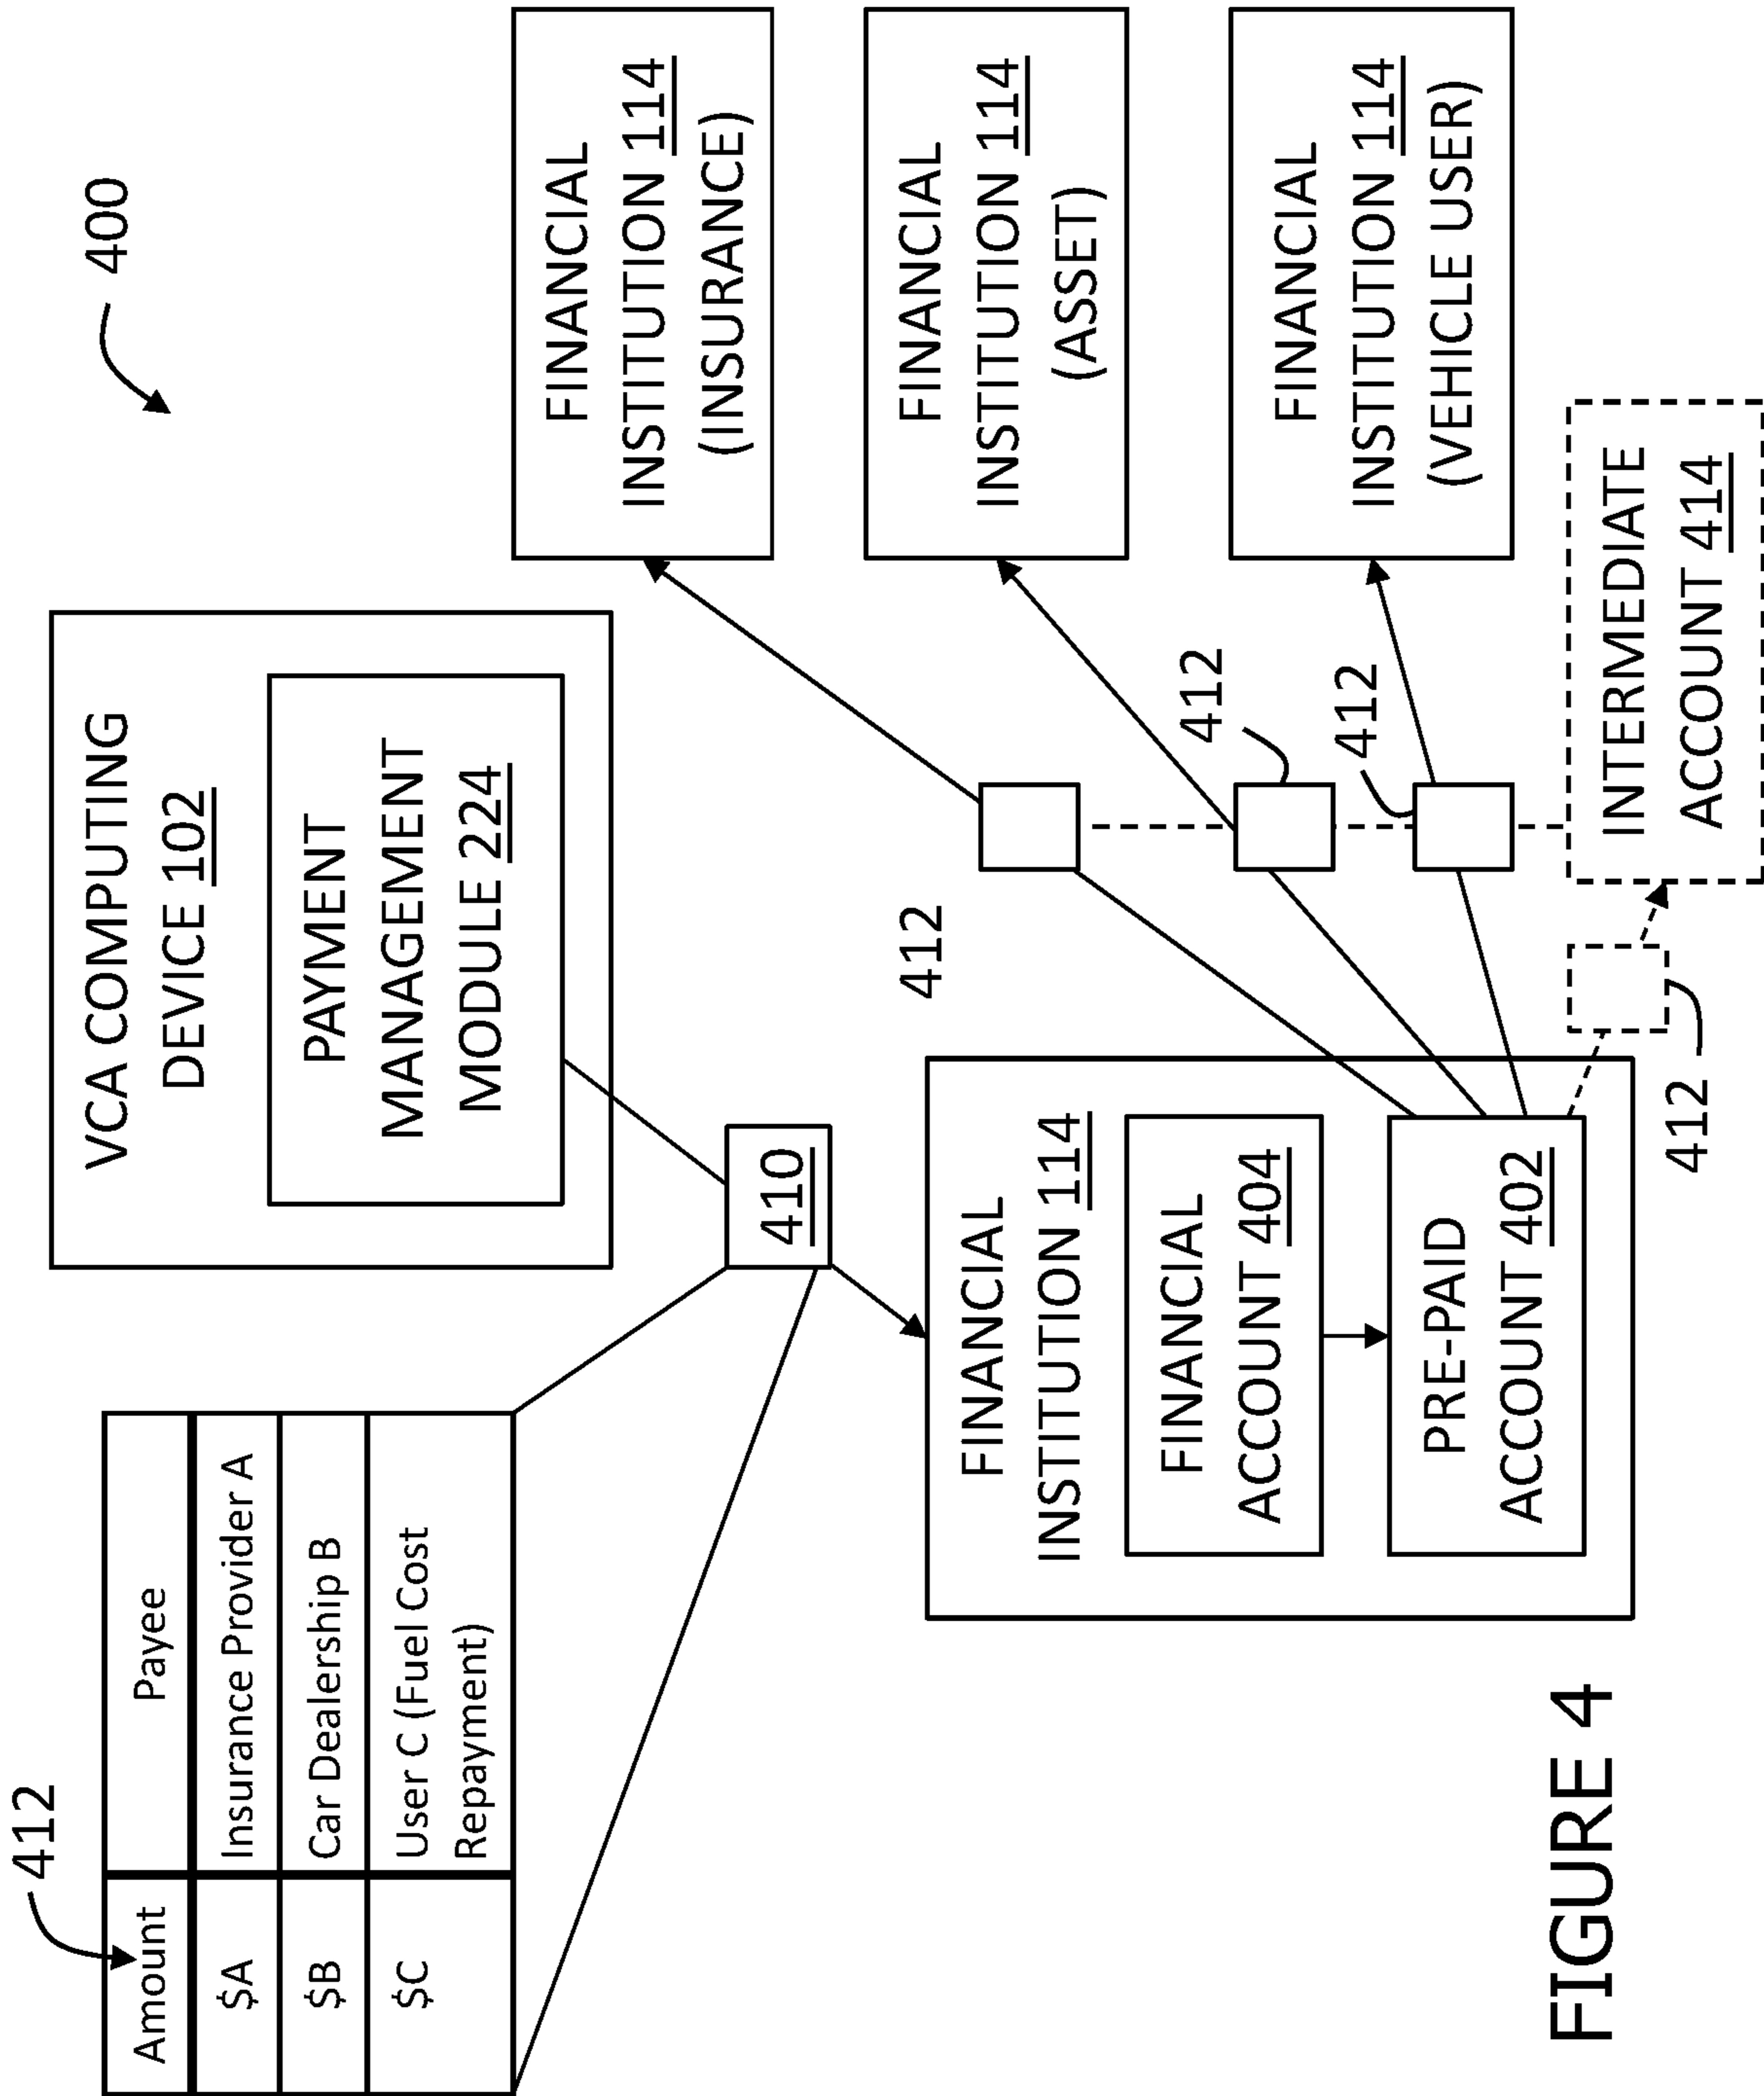 412
400
Amount Payee
$A Insurance Provider A
$B Car Dealership B
$C User C (Fuel Cost
Repayment)
VCA COMPUTING
DEVICE 102
PAYMENT
MANAGEMENT
MODULE 224
410
FINANCIAL
INSTITUTION 114
(INSURANCE)
FINANCIAL
INSTITUTION 114
(ASSET)
FINANCIAL
INSTITUTION 114
(VEHICLE USER)
412
412
412
FINANCIAL
INSTITUTION 114
FINANCIAL
ACCOUNT 404
PRE-PAID
ACCOUNT 402
412
INTERMEDIATE
ACCOUNT 414
FIGURE 4